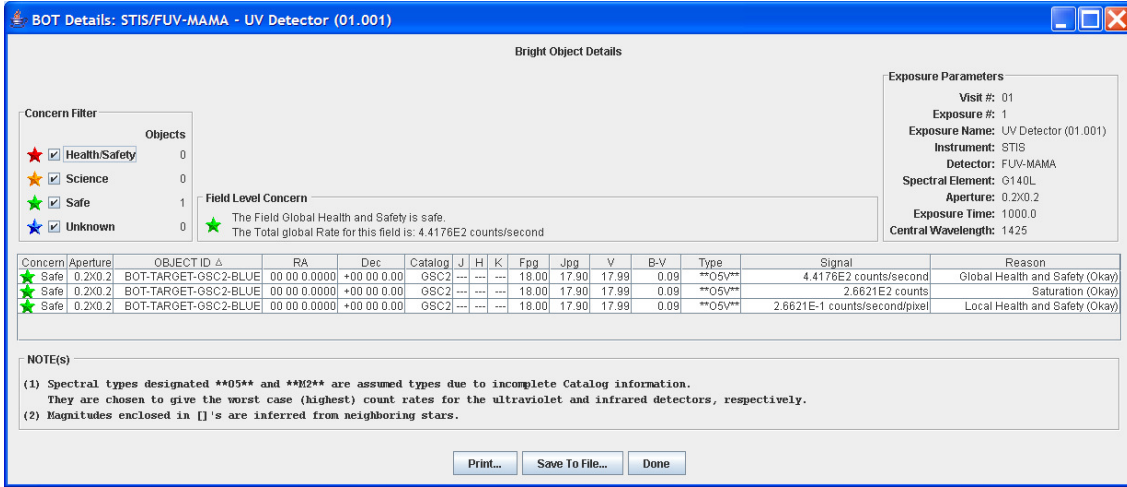 BOT Details: STIS/FUV-MAMA - UV Detector (01.001)
Bright Object Details
Exposure Parameters
Visit #: 01
Exposure #: 1
Exposure Name: UV Detector (01.001)
Instrument: STIS
Detector: FUV-MAMA
Spectral Element: G140L
Aperture: 0.2X0.2
Exposure Time: 1000.0
Central Wavelength: 1425
Concern Filter
Objects
Health/Safety 0
Science 0
Safe 1
Unknown 0
Field Level Concern
The Field Global Health and Safety is safe.
The Total global Rate for this field is: 4.4176E2 counts/second
Concern Aperture OBJECT ID △ RA Dec Catalog J H K Fpg Jpg V B-V Type Signal Reason
Safe 0.2X0.2 BOT-TARGET-GSC2-BLUE 00 00 0.0000 +00 00 0.00 GSC2 --- --- --- 18.00 17.90 17.99 0.09 **O5V** 4.4176E2 counts/second Global Health and Safety (Okay)
Safe 0.2X0.2 BOT-TARGET-GSC2-BLUE 00 00 0.0000 +00 00 0.00 GSC2 --- --- --- 18.00 17.90 17.99 0.09 **O5V** 2.6621E2 counts Saturation (Okay)
Safe 0.2X0.2 BOT-TARGET-GSC2-BLUE 00 00 0.0000 +00 00 0.00 GSC2 --- --- --- 18.00 17.90 17.99 0.09 **O5V** 2.6621E-1 counts/second/pixel Local Health and Safety (Okay)
NOTE(s)
(1) Spectral types designated **O5** and **M2** are assumed types due to incomplete Catalog information.
They are chosen to give the worst case (highest) count rates for the ultraviolet and infrared detectors, respectively.
(2) Magnitudes enclosed in []'s are inferred from neighboring stars.
Print... Save To File... Done